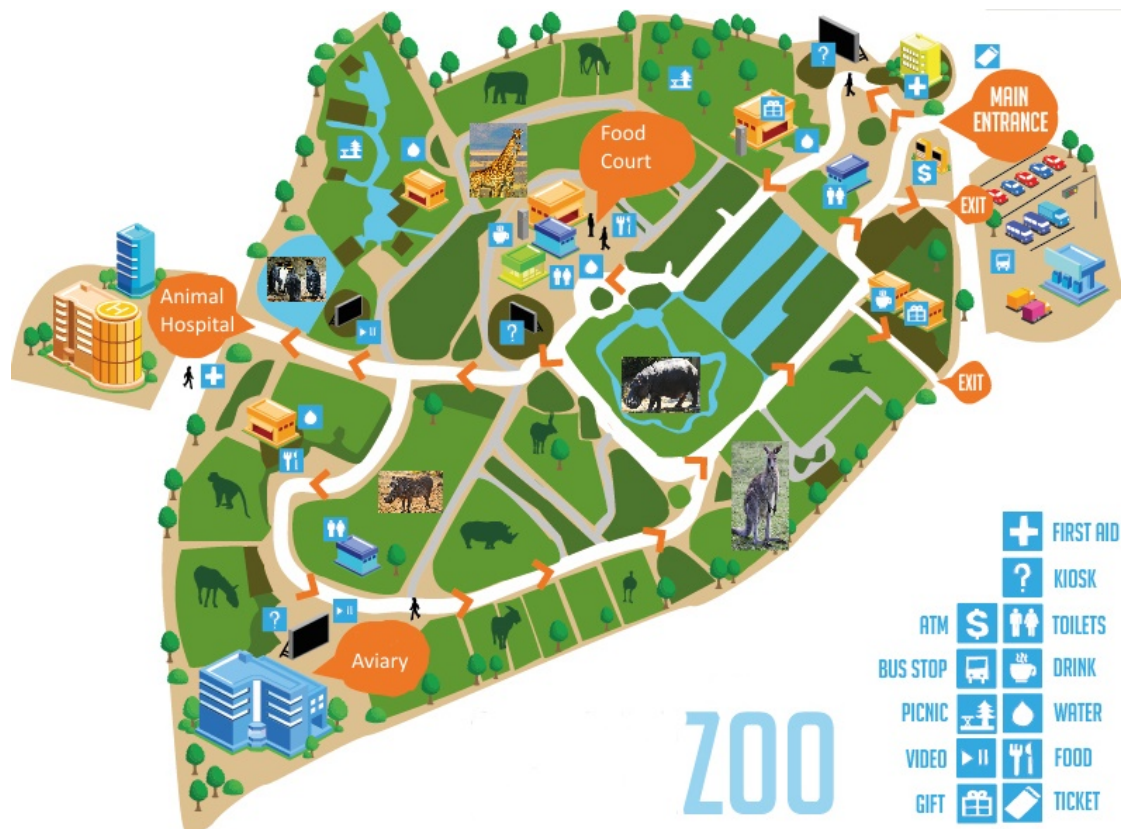 MAIN
ENTRANCE
Food
Court
EXIT
Animal
Hospital
EXIT
Aviary
FIRST AID
KIOSK
ATM
TOILETS
BUS STOP
DRINK
PICNIC
WATER
VIDEO
FOOD
GIFT
TICKET
ZOO
?
$
H
?
?
?
$